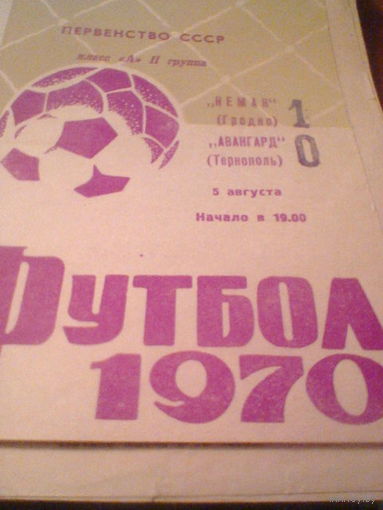 ПЕРВЕНСТВО СССР
класс «А» II группа
„НЕМАН" 1
(Гродно)
„АВАНГАРД" 0
(Тернополь)
5 августа
Начало в 19.00
ФУТБОЛ
1970